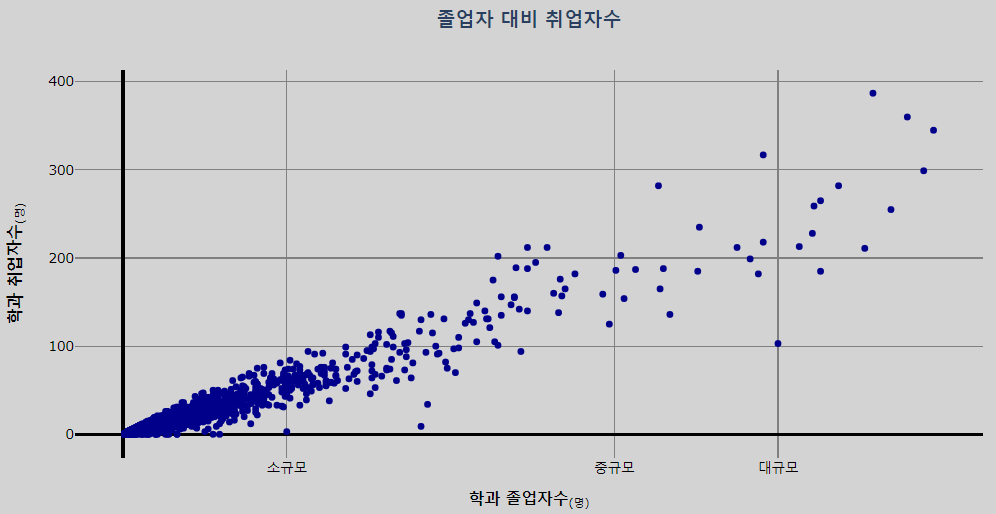 졸업자 대비 취업자수
400
300
200
100
0
학과 취업자수(명)
소규모 중규모 대규모
학과 졸업자수(명)